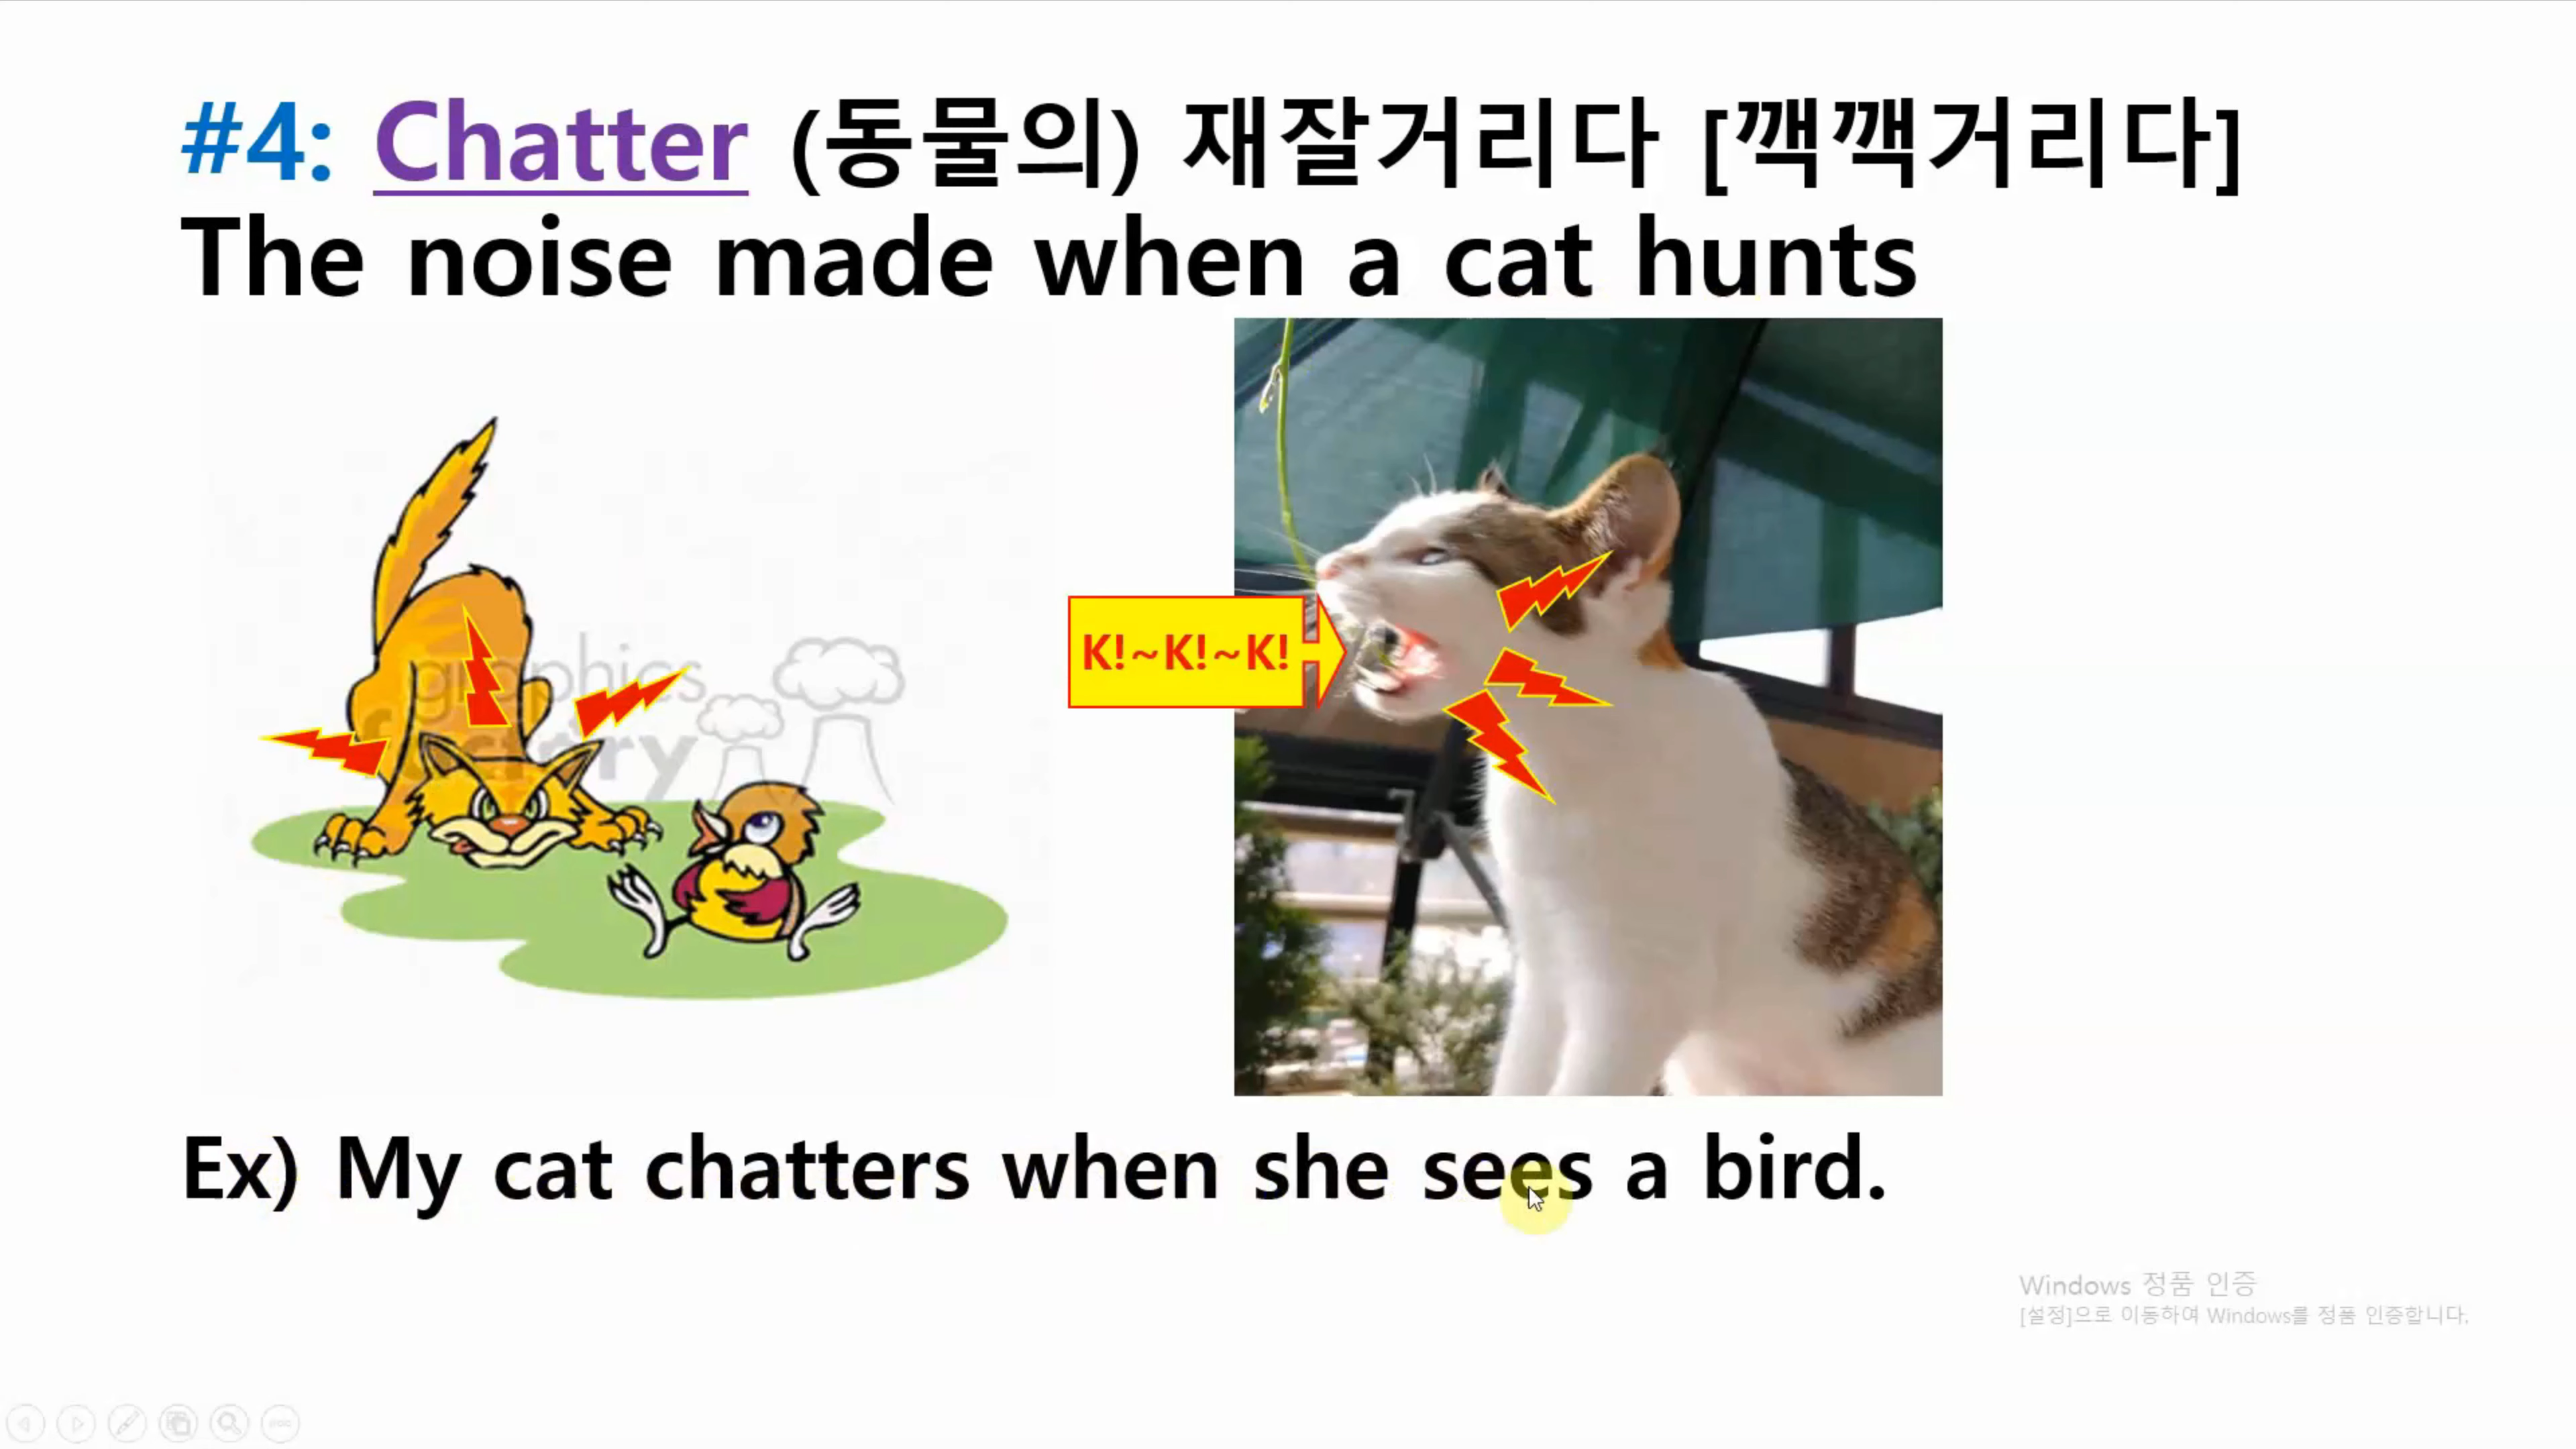 #4: Chatter (동물의) 재잘거리다 [깩깩거리다]
The noise made when a cat hunts
graphics
factory
K!~K!~K!
Ex) My cat chatters when she sees a bird.
Windows 정품 인증
[설정]으로 이동하여 Windows를 정품 인증합니다.